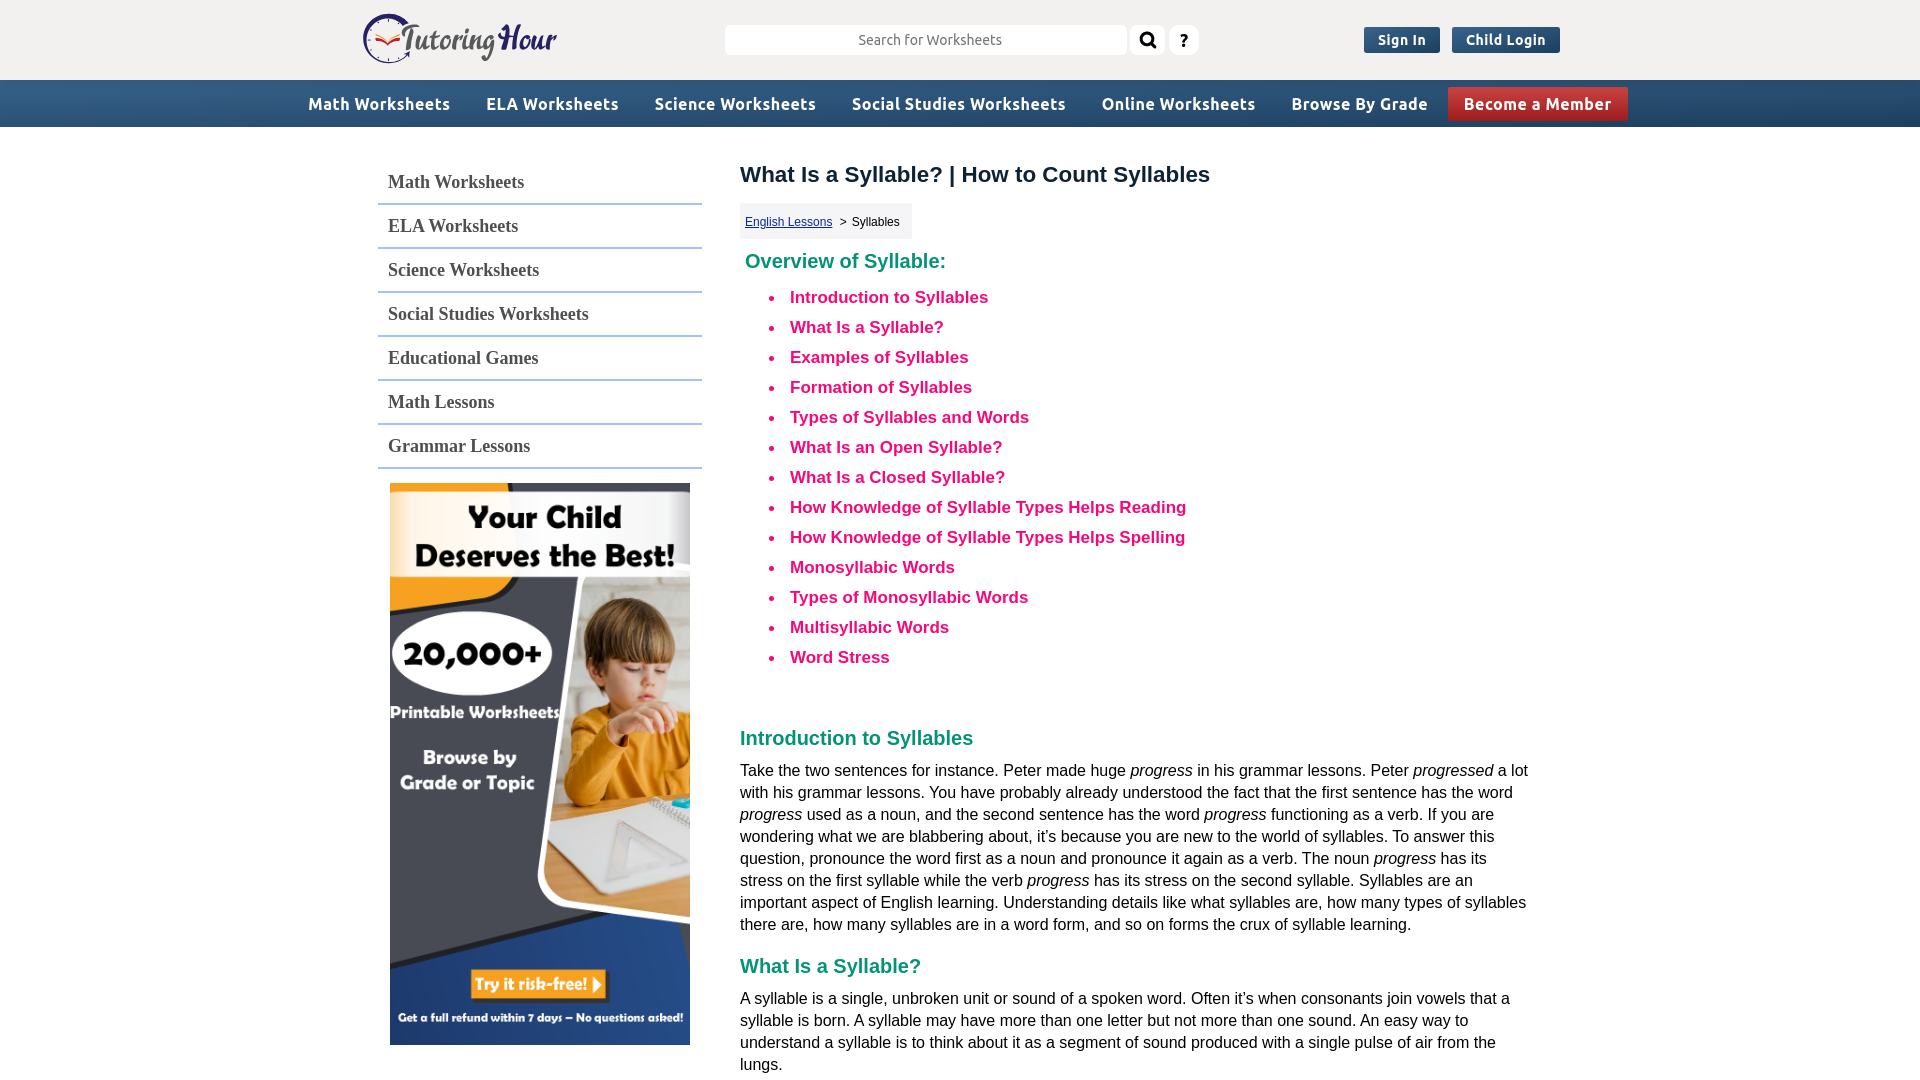 Tutoring Hour
Search for Worksheets
?
Sign In
Child Login
Math Worksheets
ELA Worksheets
Science Worksheets
Social Studies Worksheets
Online Worksheets
Browse By Grade
Become a Member
Math Worksheets
ELA Worksheets
Science Worksheets
Social Studies Worksheets
Educational Games
Math Lessons
Grammar Lessons
Your Child
Deserves the Best!
20,000+
Printable Worksheets
Browse by
Grade or Topic
Try it risk-free!
Get a full refund within 7 days – No questions asked!
What Is a Syllable? | How to Count Syllables
English Lessons > Syllables
Overview of Syllable:
• Introduction to Syllables
• What Is a Syllable?
• Examples of Syllables
• Formation of Syllables
• Types of Syllables and Words
• What Is an Open Syllable?
• What Is a Closed Syllable?
• How Knowledge of Syllable Types Helps Reading
• How Knowledge of Syllable Types Helps Spelling
• Monosyllabic Words
• Types of Monosyllabic Words
• Multisyllabic Words
• Word Stress
Introduction to Syllables
Take the two sentences for instance. Peter made huge progress in his grammar lessons. Peter progressed a lot
with his grammar lessons. You have probably already understood the fact that the first sentence has the word
progress used as a noun, and the second sentence has the word progress functioning as a verb. If you are
wondering what we are blabbering about, it’s because you are new to the world of syllables. To answer this
question, pronounce the word first as a noun and pronounce it again as a verb. The noun progress has its
stress on the first syllable while the verb progress has its stress on the second syllable. Syllables are an
important aspect of English learning. Understanding details like what syllables are, how many types of syllables
there are, how many syllables are in a word form, and so on forms the crux of syllable learning.
What Is a Syllable?
A syllable is a single, unbroken unit or sound of a spoken word. Often it’s when consonants join vowels that a
syllable is born. A syllable may have more than one letter but not more than one sound. An easy way to
understand a syllable is to think about it as a segment of sound produced with a single pulse of air from the
lungs.